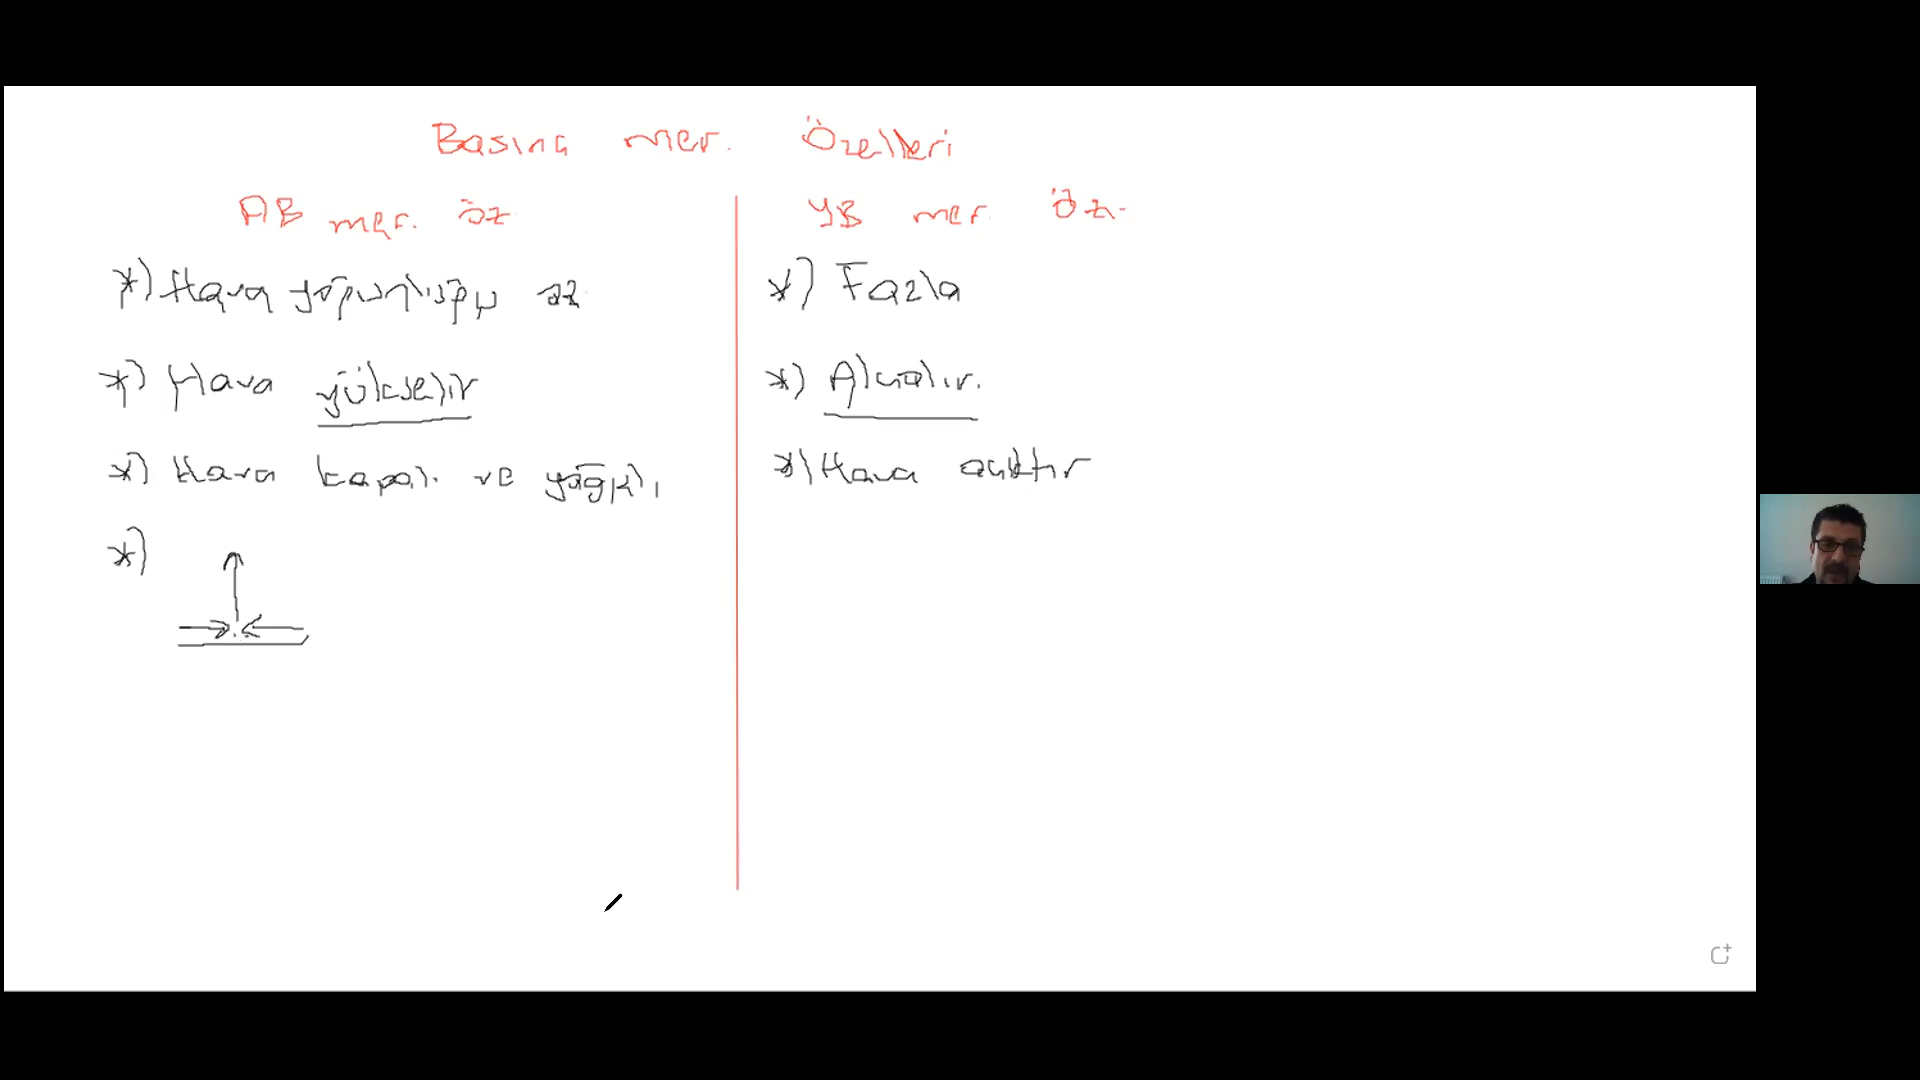 Basınç mer. Özelleri
AB mer. öz
*) Hava yoğunluğu az
*) Hava yükselir
*) Hava kapalı ve yağışlı
*)
YB mer. Öz.
*) Fazla
*) Alçalır.
*) Hava açıktır